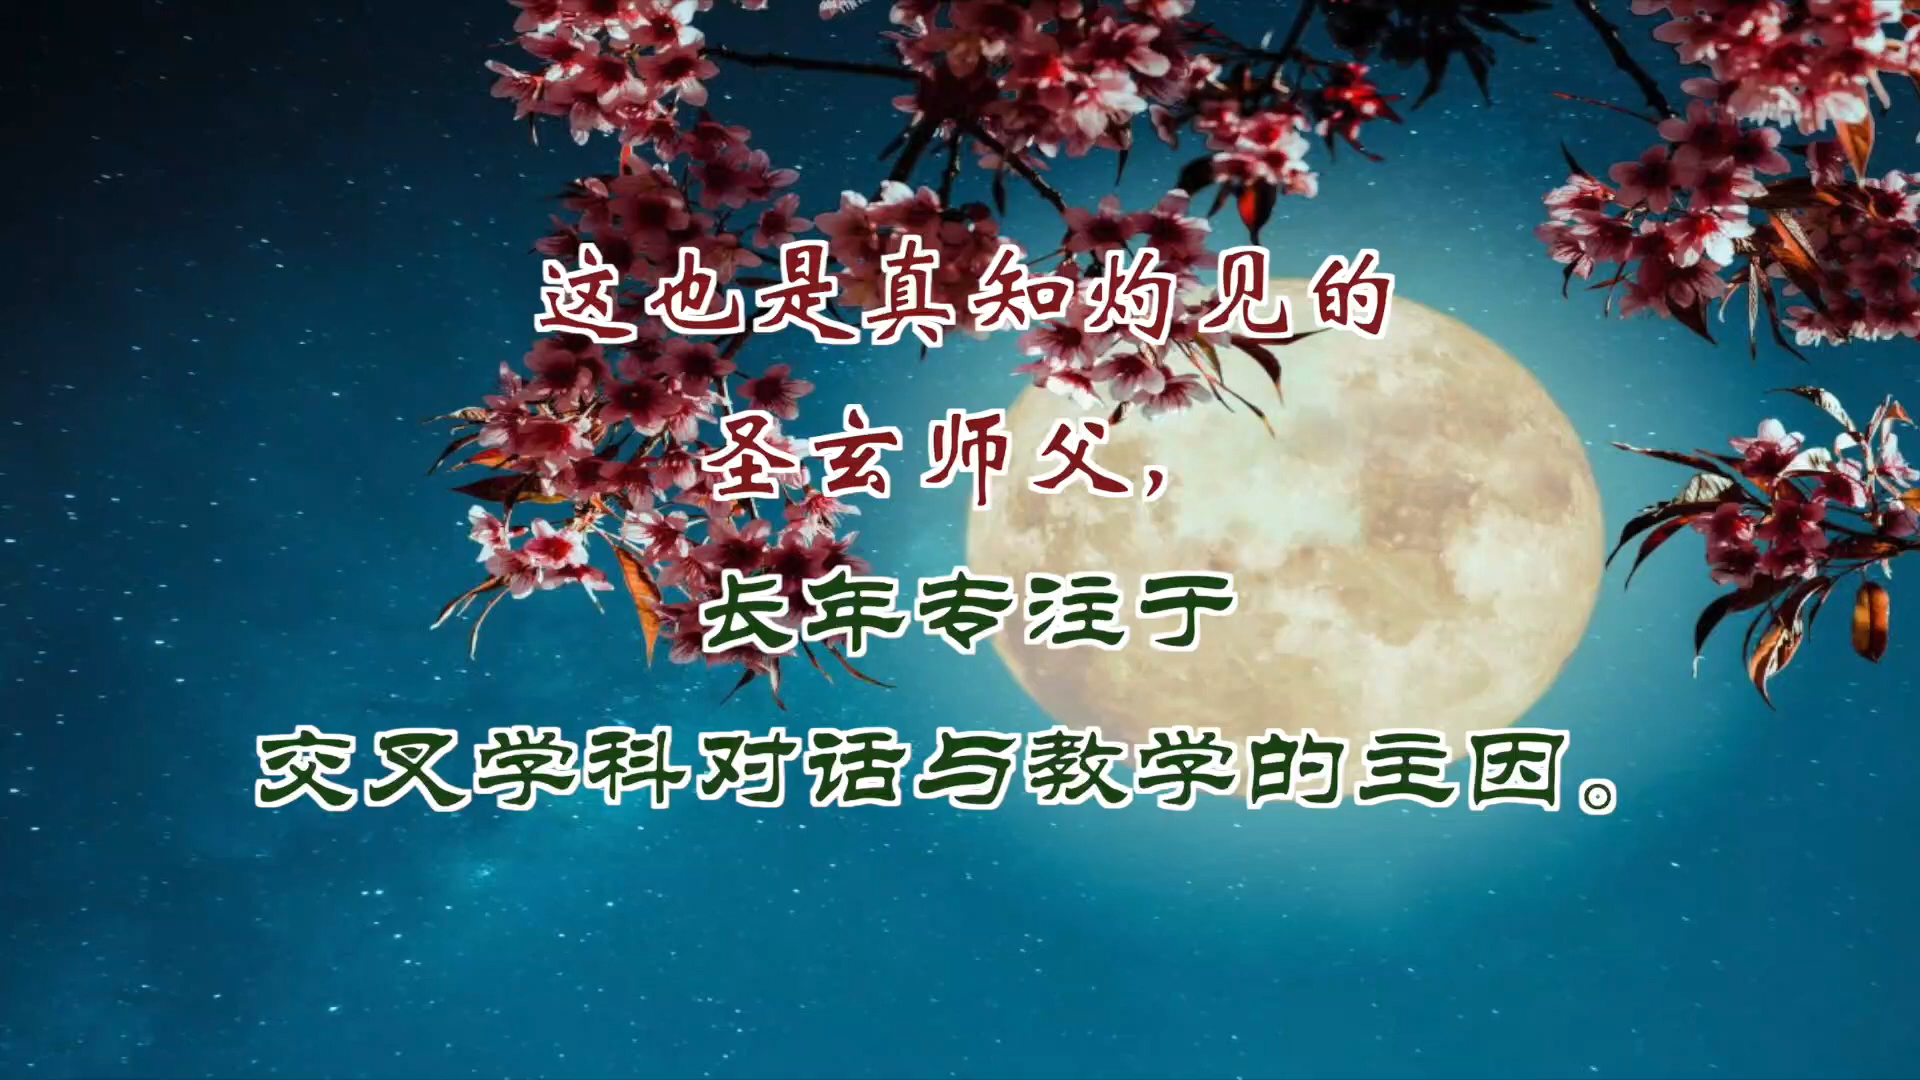 这也是真知灼见的
圣玄师父，
长年专注于
交叉学科对话与教学的主因。